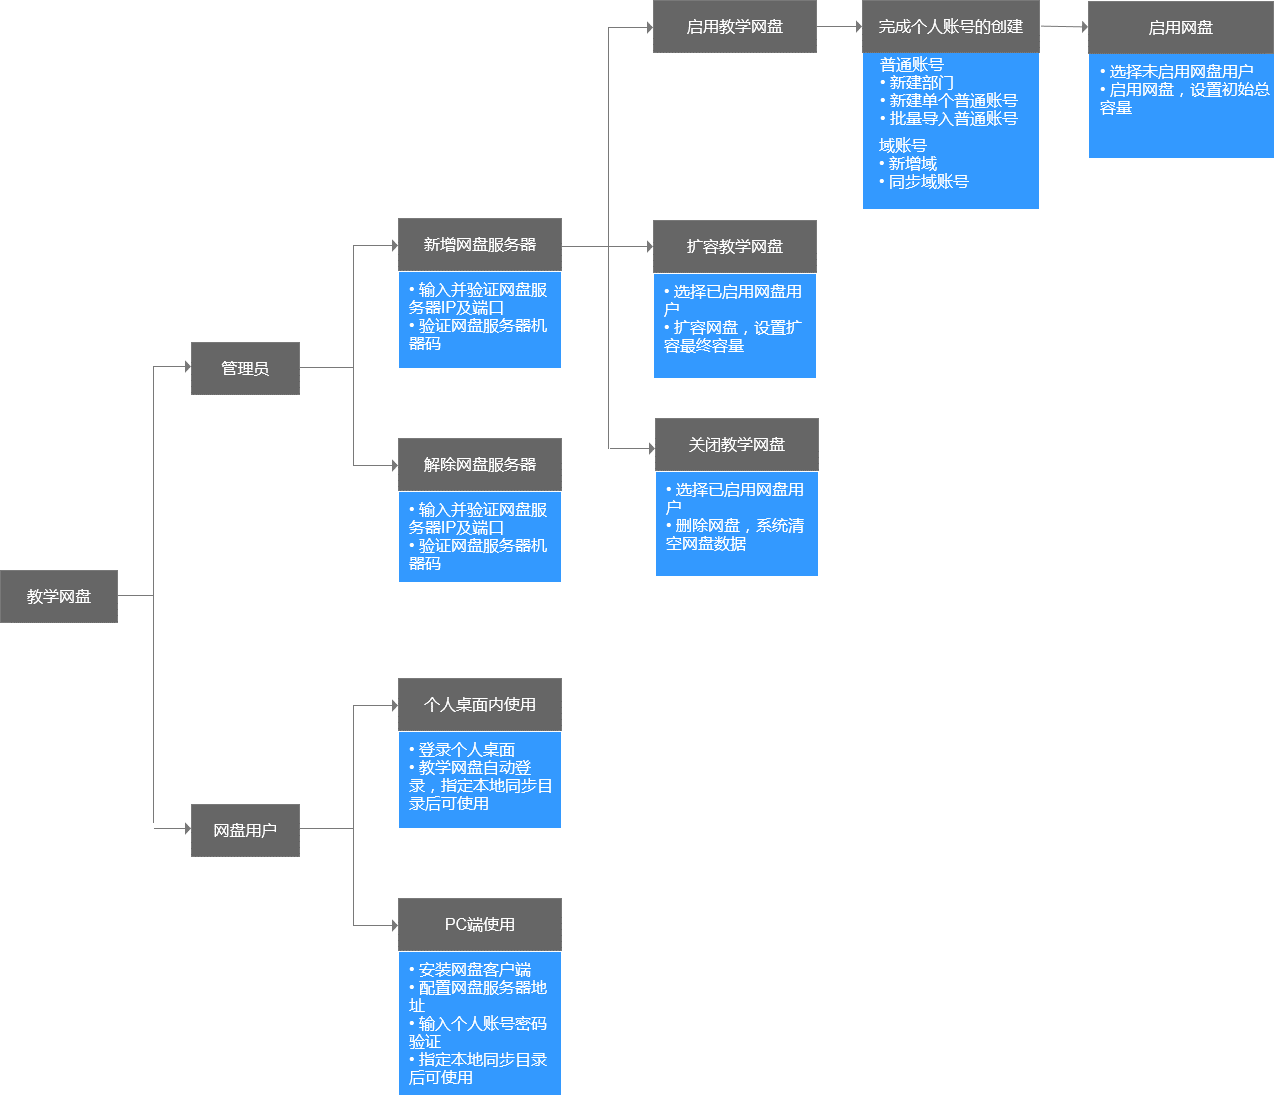 启用教学网盘
完成个人账号的创建
普通账号
• 新建部门
• 新建单个普通账号
• 批量导入普通账号
域账号
• 新增域
• 同步域账号
启用网盘
• 选择未启用网盘用户
• 启用网盘，设置初始总
容量
新增网盘服务器
• 输入并验证网盘服
务器IP及端口
• 验证网盘服务器机
器码
扩容教学网盘
• 选择已启用网盘用
户
• 扩容网盘，设置扩
容最终容量
管理员
解除网盘服务器
• 输入并验证网盘服
务器IP及端口
• 验证网盘服务器机
器码
关闭教学网盘
• 选择已启用网盘用
户
• 删除网盘，系统清
空网盘数据
教学网盘
个人桌面内使用
• 登录个人桌面
• 教学网盘自动登
录，指定本地同步目
录后可使用
网盘用户
PC端使用
• 安装网盘客户端
• 配置网盘服务器地
址
• 输入个人账号密码
验证
• 指定本地同步目录
后可使用